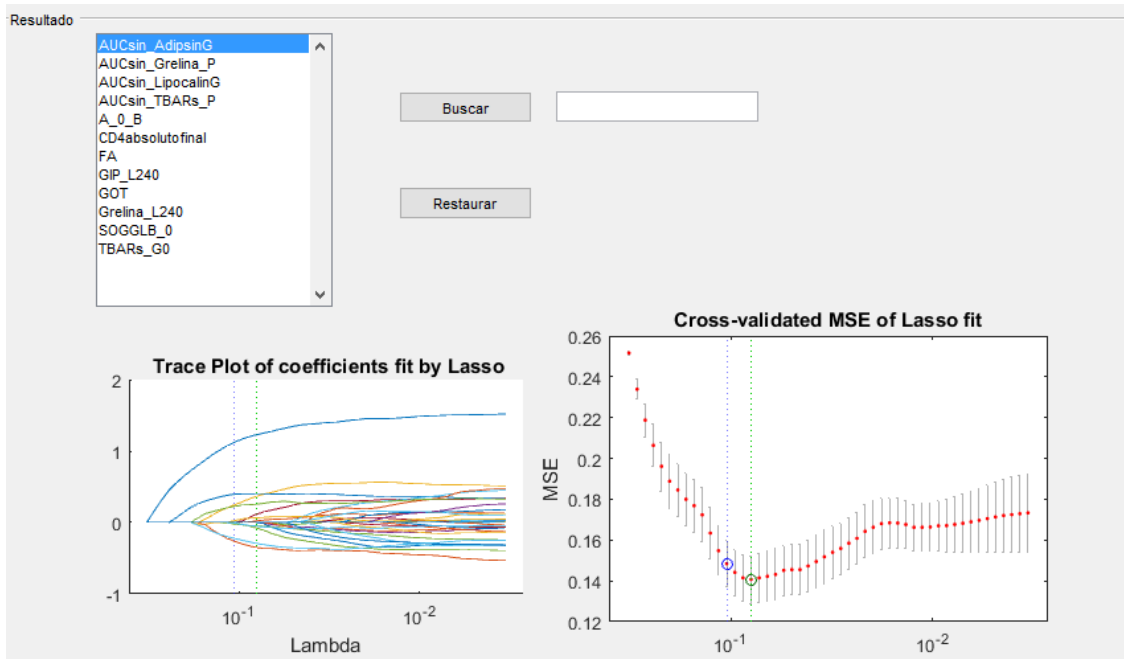 Resultado
AUCsin_AdipsinG
AUCsin_Grelina_P
AUCsin_LipocalinG
AUCsin_TBARs_P
A_0_B
CD4absolutofinal
FA
GIP_L240
GOT
Grelina_L240
SOGGLB_0
TBARs_G0
Buscar
Restaurar
Trace Plot of coefficients fit by Lasso
2
1
0
-1
10^-1
10^-2
Lambda
Cross-validated MSE of Lasso fit
0.26
0.24
0.22
0.2
0.18
0.16
0.14
0.12
MSE
10^-1
10^-2